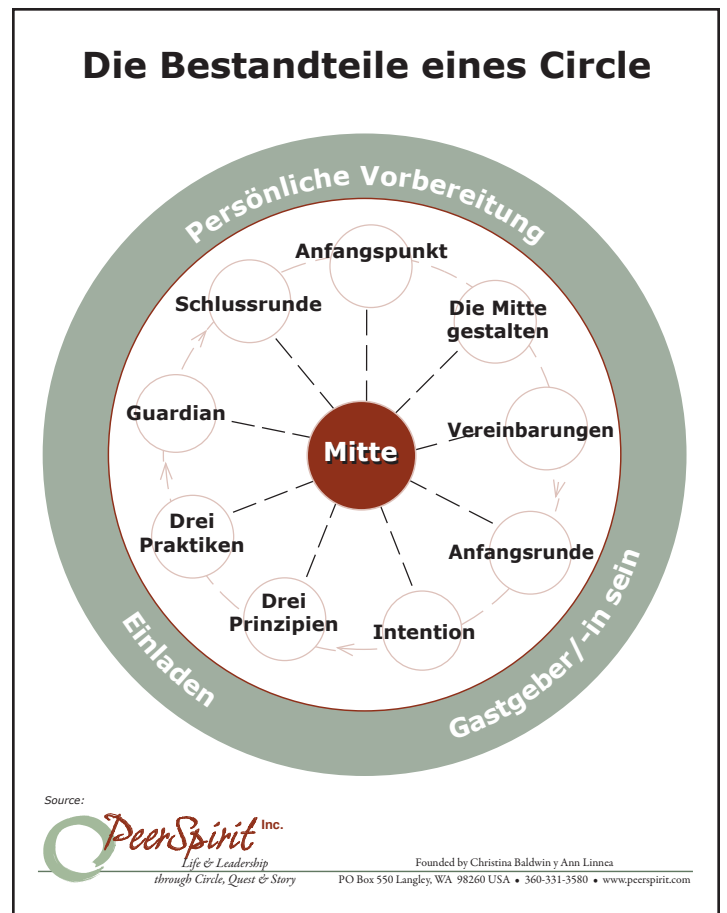 Die Bestandteile eines Circle
Persönliche Vorbereitung
Anfangspunkt
Schlussrunde
Die Mitte
gestalten
Guardian
Vereinbarungen
Mitte
Drei
Praktiken
Anfangsrunde
Drei
Prinzipien
Intention
Einladen
Gastgeber/-in sein
Source:
PeerSpirit Inc.
Life & Leadership
through Circle, Quest & Story
Founded by Christina Baldwin y Ann Linnea
PO Box 550 Langley, WA 98260 USA • 360-331-3580 • www.peerspirit.com